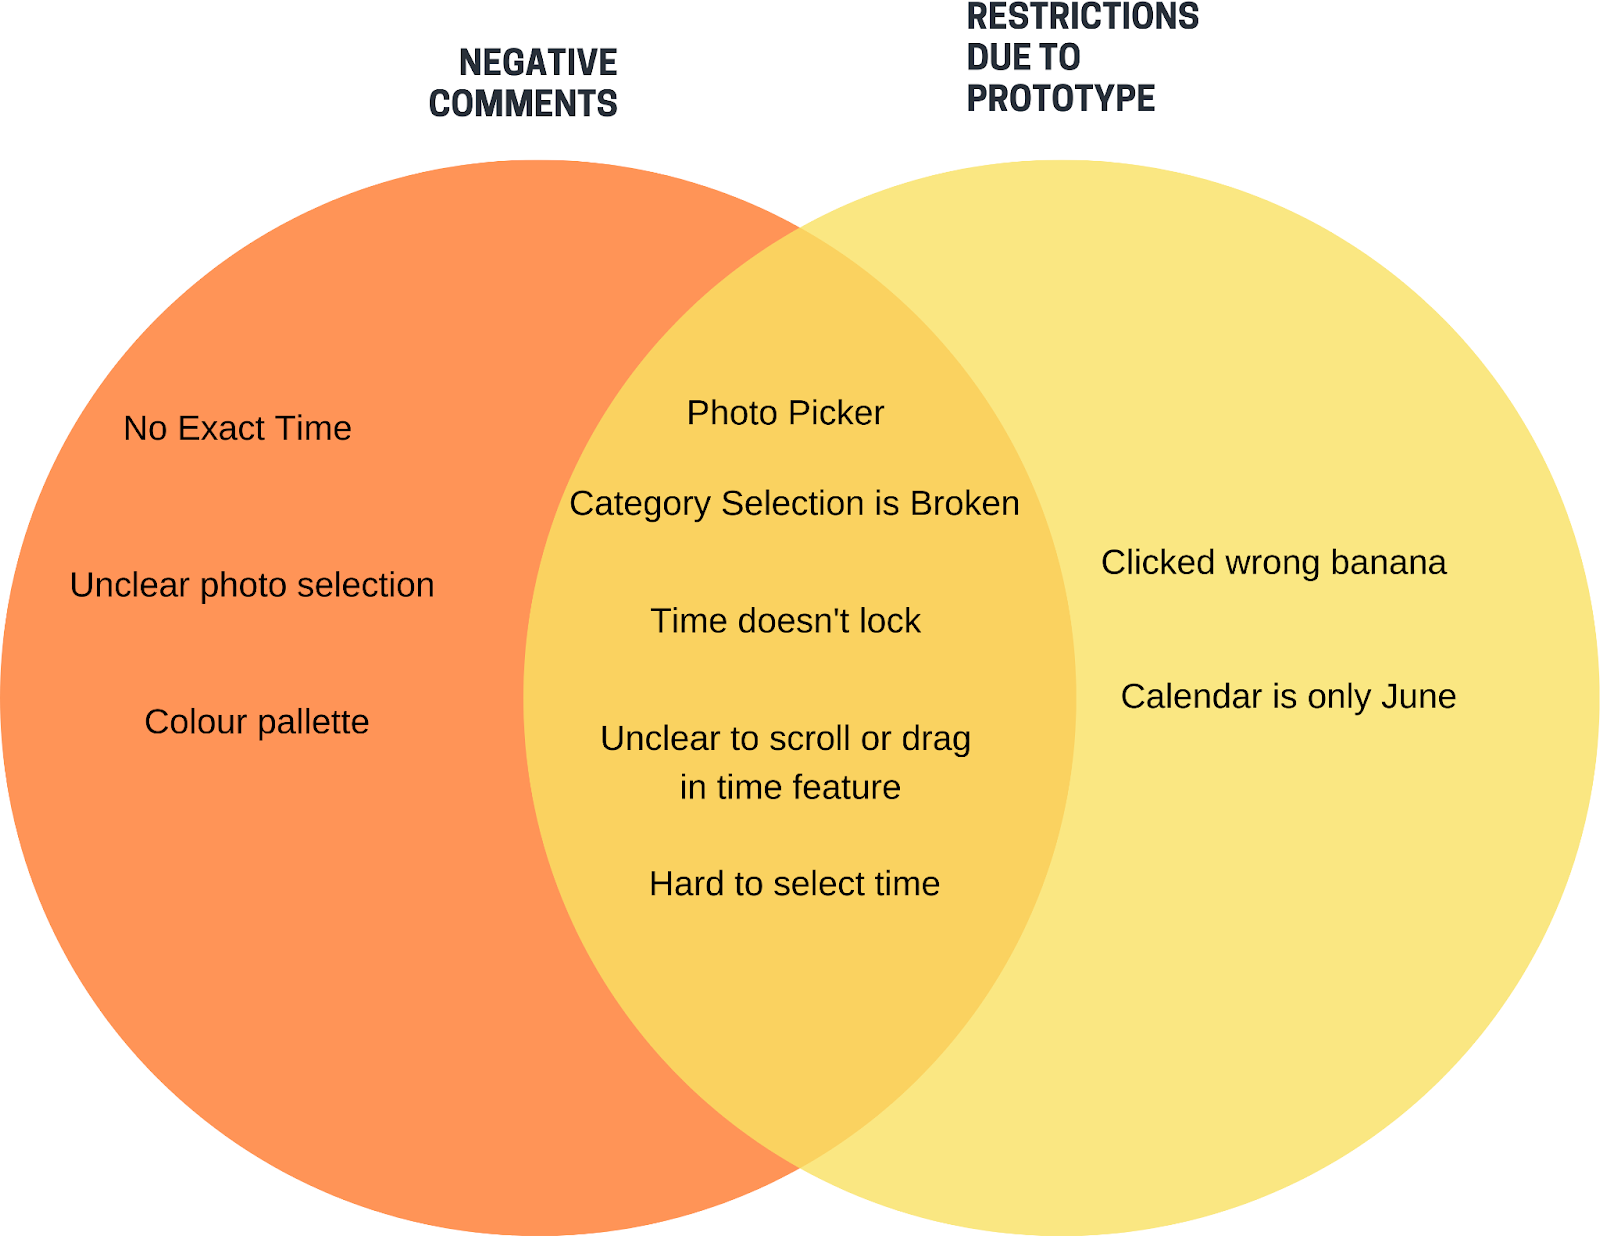 NEGATIVE
COMMENTS
RESTRICTIONS
DUE TO
PROTOTYPE
No Exact Time
Unclear photo selection
Colour pallette
Photo Picker
Category Selection is Broken
Time doesn't lock
Unclear to scroll or drag
in time feature
Hard to select time
Clicked wrong banana
Calendar is only June